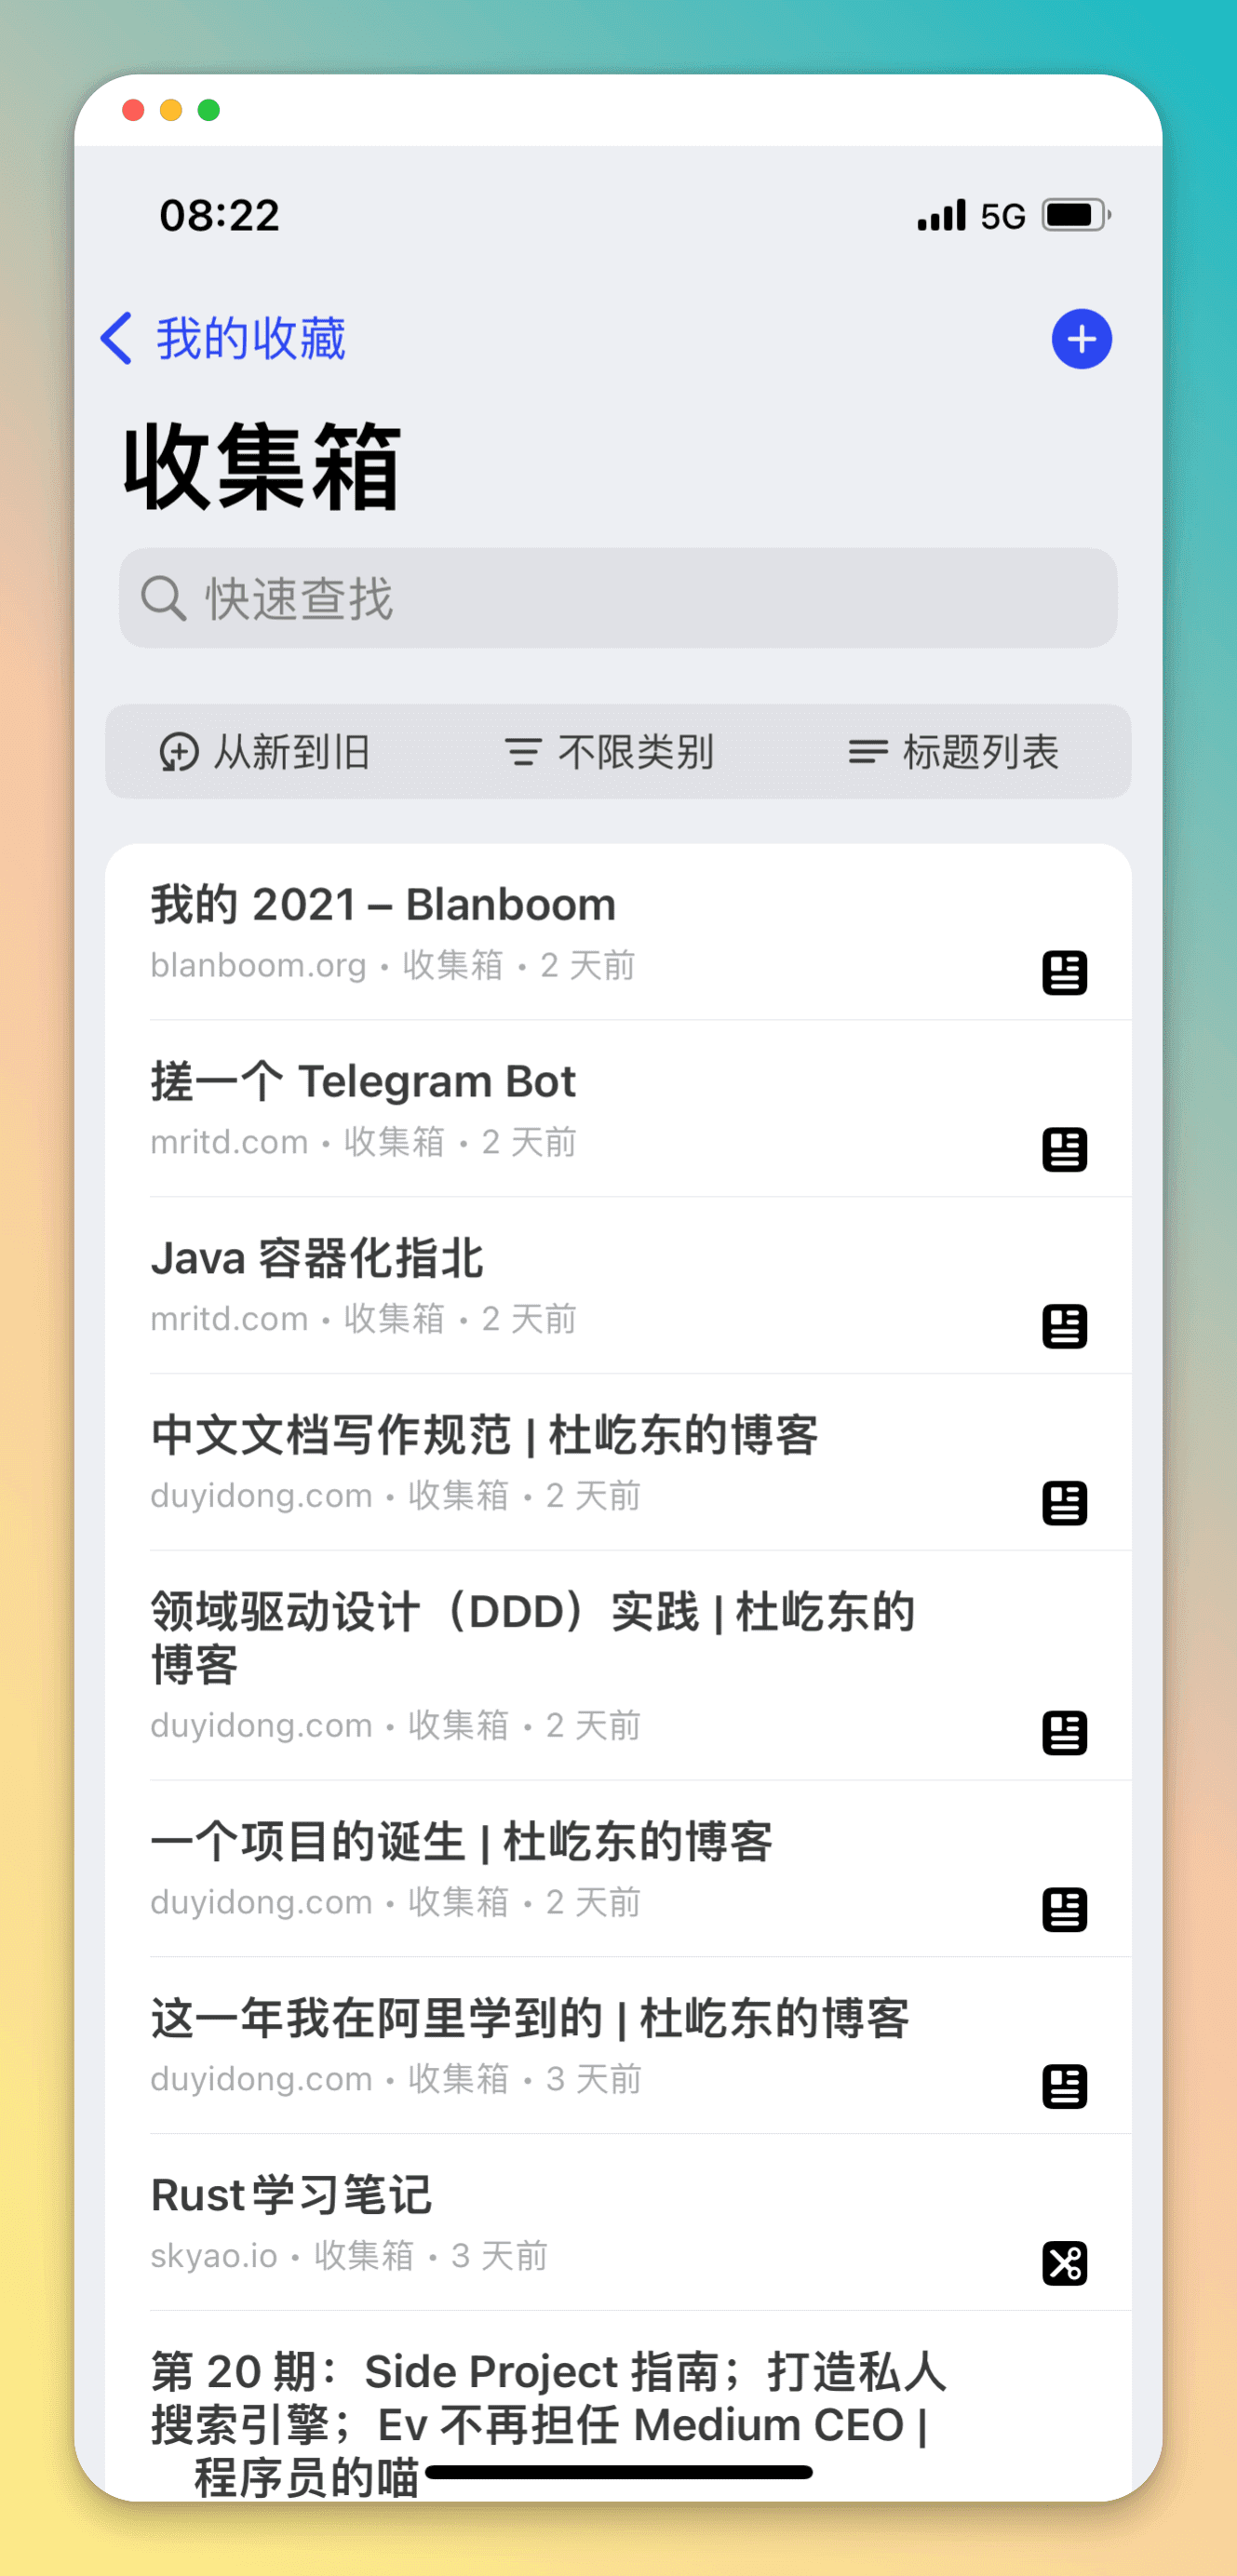 08:22 5G
我的收藏
收集箱
快速查找
从新到旧 不限类别 标题列表
我的 2021 – Blanboom
blanboom.org • 收集箱 • 2 天前
搓一个 Telegram Bot
mritd.com • 收集箱 • 2 天前
Java 容器化指北
mritd.com • 收集箱 • 2 天前
中文文档写作规范 | 杜屹东的博客
duyidong.com • 收集箱 • 2 天前
领域驱动设计（DDD）实践 | 杜屹东的
博客
duyidong.com • 收集箱 • 2 天前
一个项目的诞生 | 杜屹东的博客
duyidong.com • 收集箱 • 2 天前
这一年我在阿里学到的 | 杜屹东的博客
duyidong.com • 收集箱 • 3 天前
Rust学习笔记
skyao.io • 收集箱 • 3 天前
第 20 期：Side Project 指南；打造私人
搜索引擎；Ev 不再担任 Medium CEO |
程序员的喵